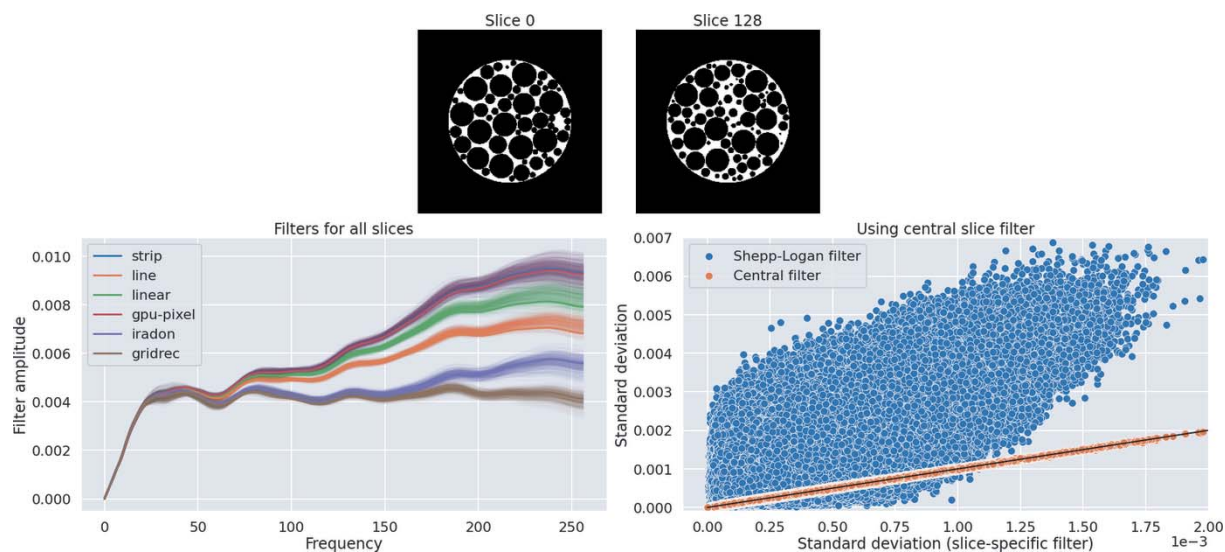 Slice 0
Slice 128
Filters for all slices
0.010
0.008
0.006
0.004
0.002
0.000
Filter amplitude
strip
line
linear
gpu-pixel
iradon
gridrec
0 50 100 150 200 250
Frequency
Using central slice filter
0.007
0.006
0.005
0.004
0.003
0.002
0.001
0.000
Standard deviation
Shepp-Logan filter
Central filter
0.00 0.25 0.50 0.75 1.00 1.25 1.50 1.75 2.00
1e−3
Standard deviation (slice-specific filter)